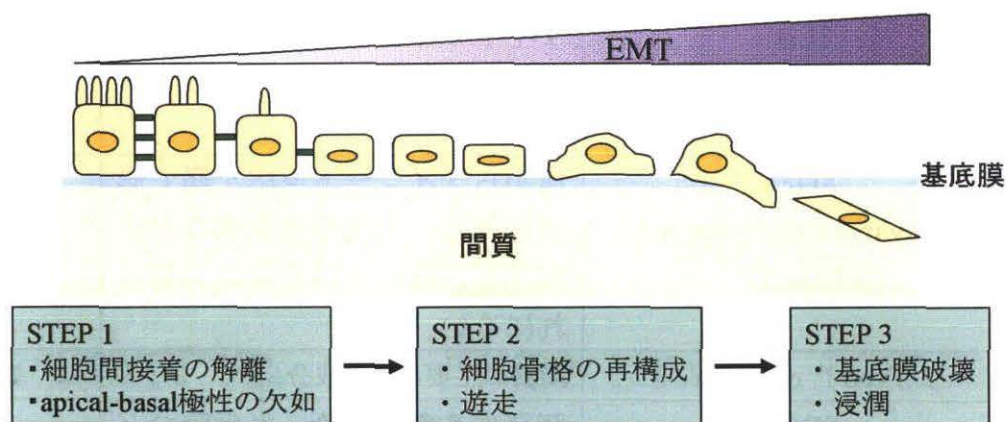 EMT
基底膜
間質
STEP 1
・細胞間接着の解離
・apical-basal極性の欠如
STEP 2
・細胞骨格の再構成
・遊走
STEP 3
・基底膜破壊
・浸潤